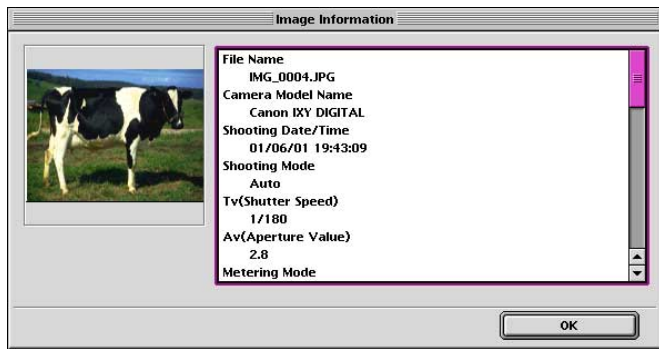 Image Information
File Name
IMG_0004.JPG
Camera Model Name
Canon IXY DIGITAL
Shooting Date/Time
01/06/01 19:43:09
Shooting Mode
Auto
Tv(Shutter Speed)
1/180
Av(Aperture Value)
2.8
Metering Mode
OK